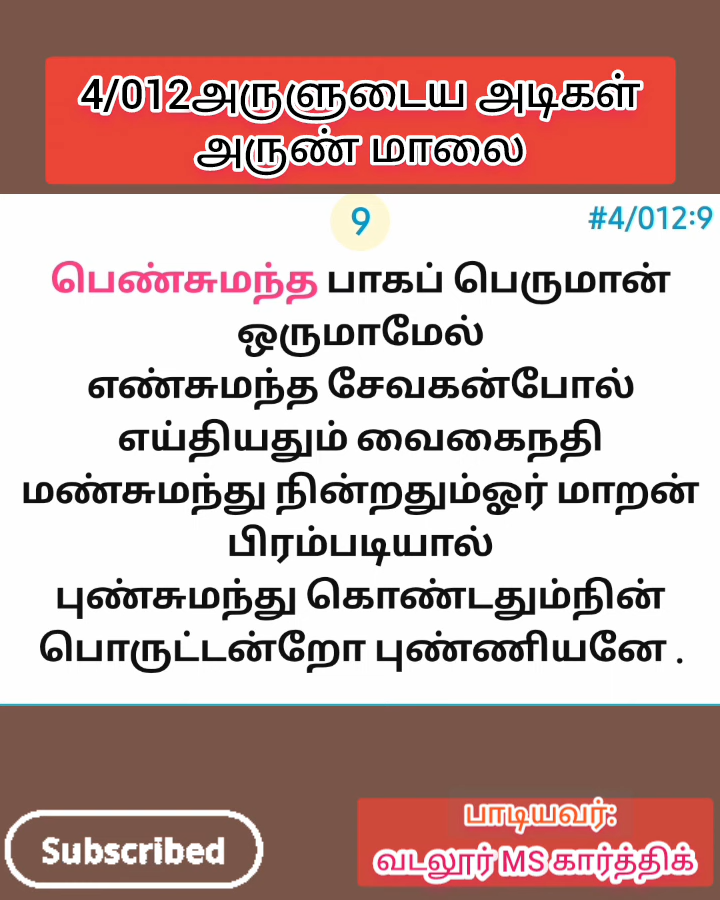 4/012அருளுடைய அடிகள்
அருண் மாலை
9
#4/012:9
பெண்சுமந்த பாகப் பெருமான்
ஒருமாமேல்
எண்சுமந்த சேவகன்போல்
எய்தியதும் வைகைநதி
மண்சுமந்து நின்றதும்ஓர் மாறன்
பிரம்படியால்
புண்சுமந்து கொண்டதும்நின்
பொருட்டன்றோ புண்ணியனே .
Subscribed
பாடியவர்:
வடலூர் MS கார்த்திக்